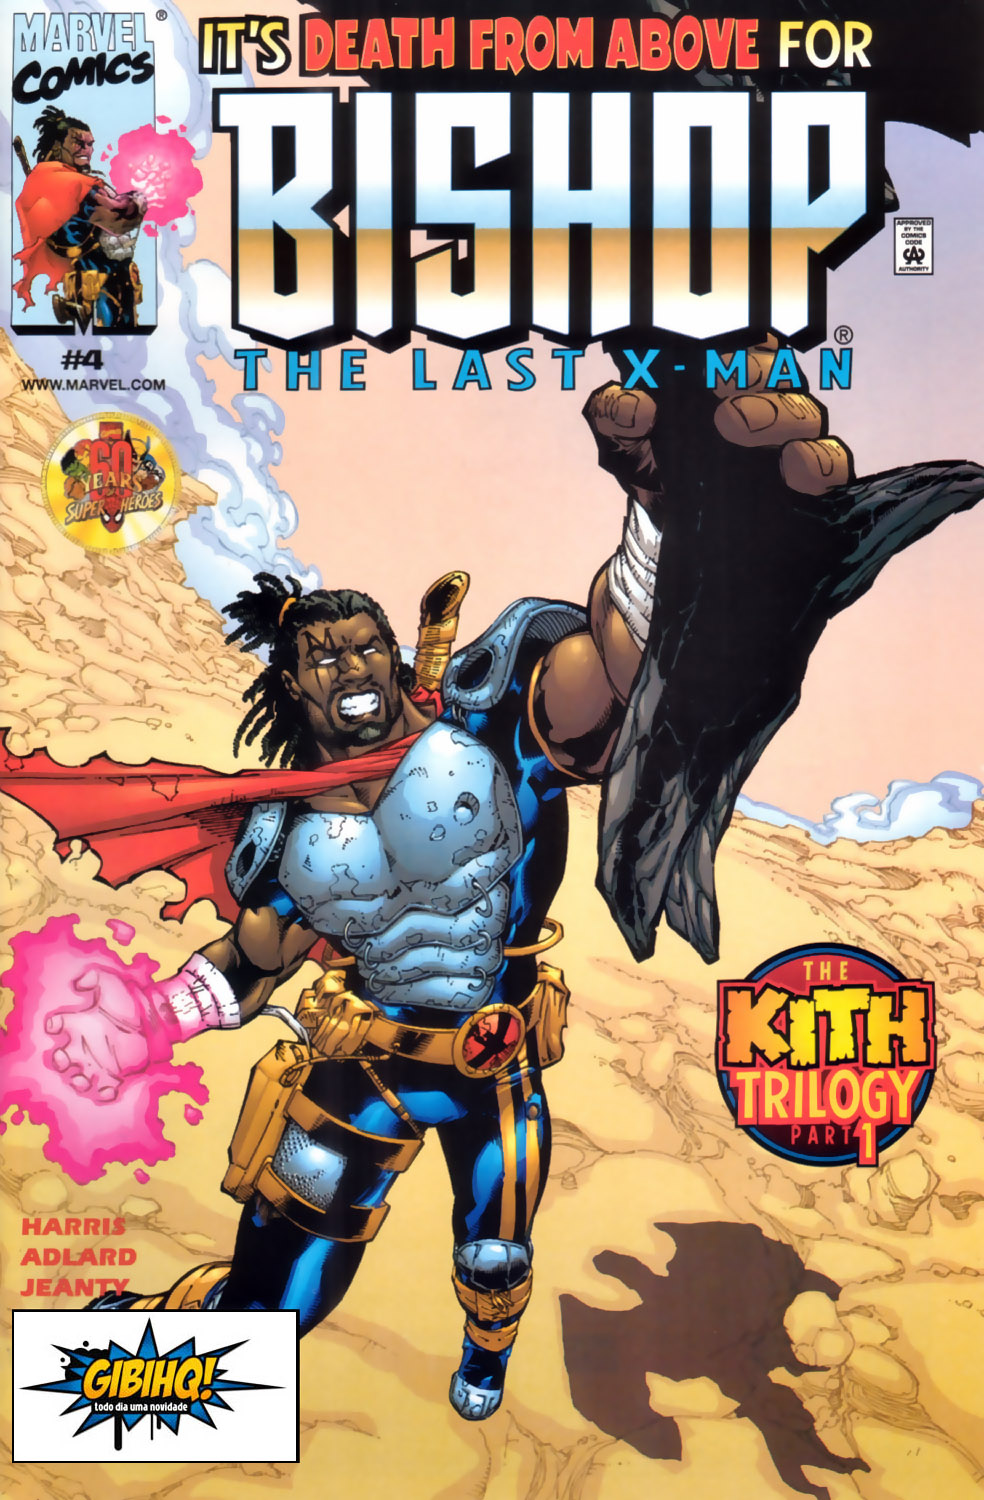 MARVEL®
COMICS
IT'S DEATH FROM ABOVE FOR
BISHOP®
THE LAST X-MAN
APPROVED
BY THE
COMICS
CODE
CA
AUTHORITY
#4
WWW.MARVEL.COM
60
YEARS
SUPER HEROES
THE
KITH
TRILOGY
PART 1
HARRIS
ADLARD
JEANTY
GIBIHQ!
todo dia uma novidade